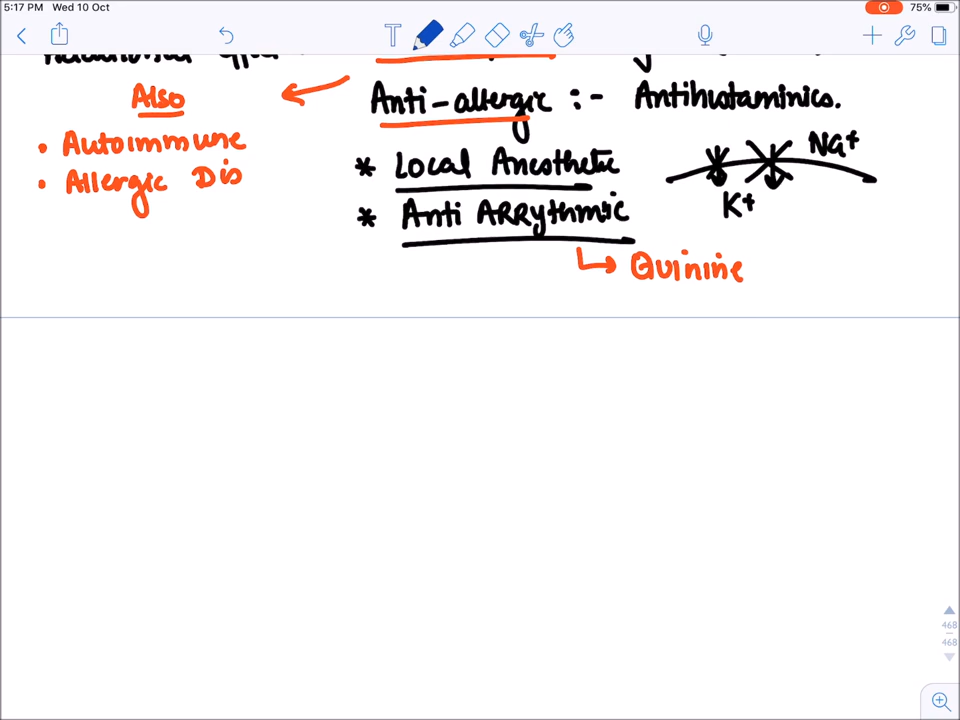 5:17 PM Wed 10 Oct
75%
T
Also
Anti-allergic :- Antihistaminics.
• Autoimmune
• Allergic Dis
* Local Anesthetic
Na+
K+
* Anti ARRythmic
Quinine
468
468